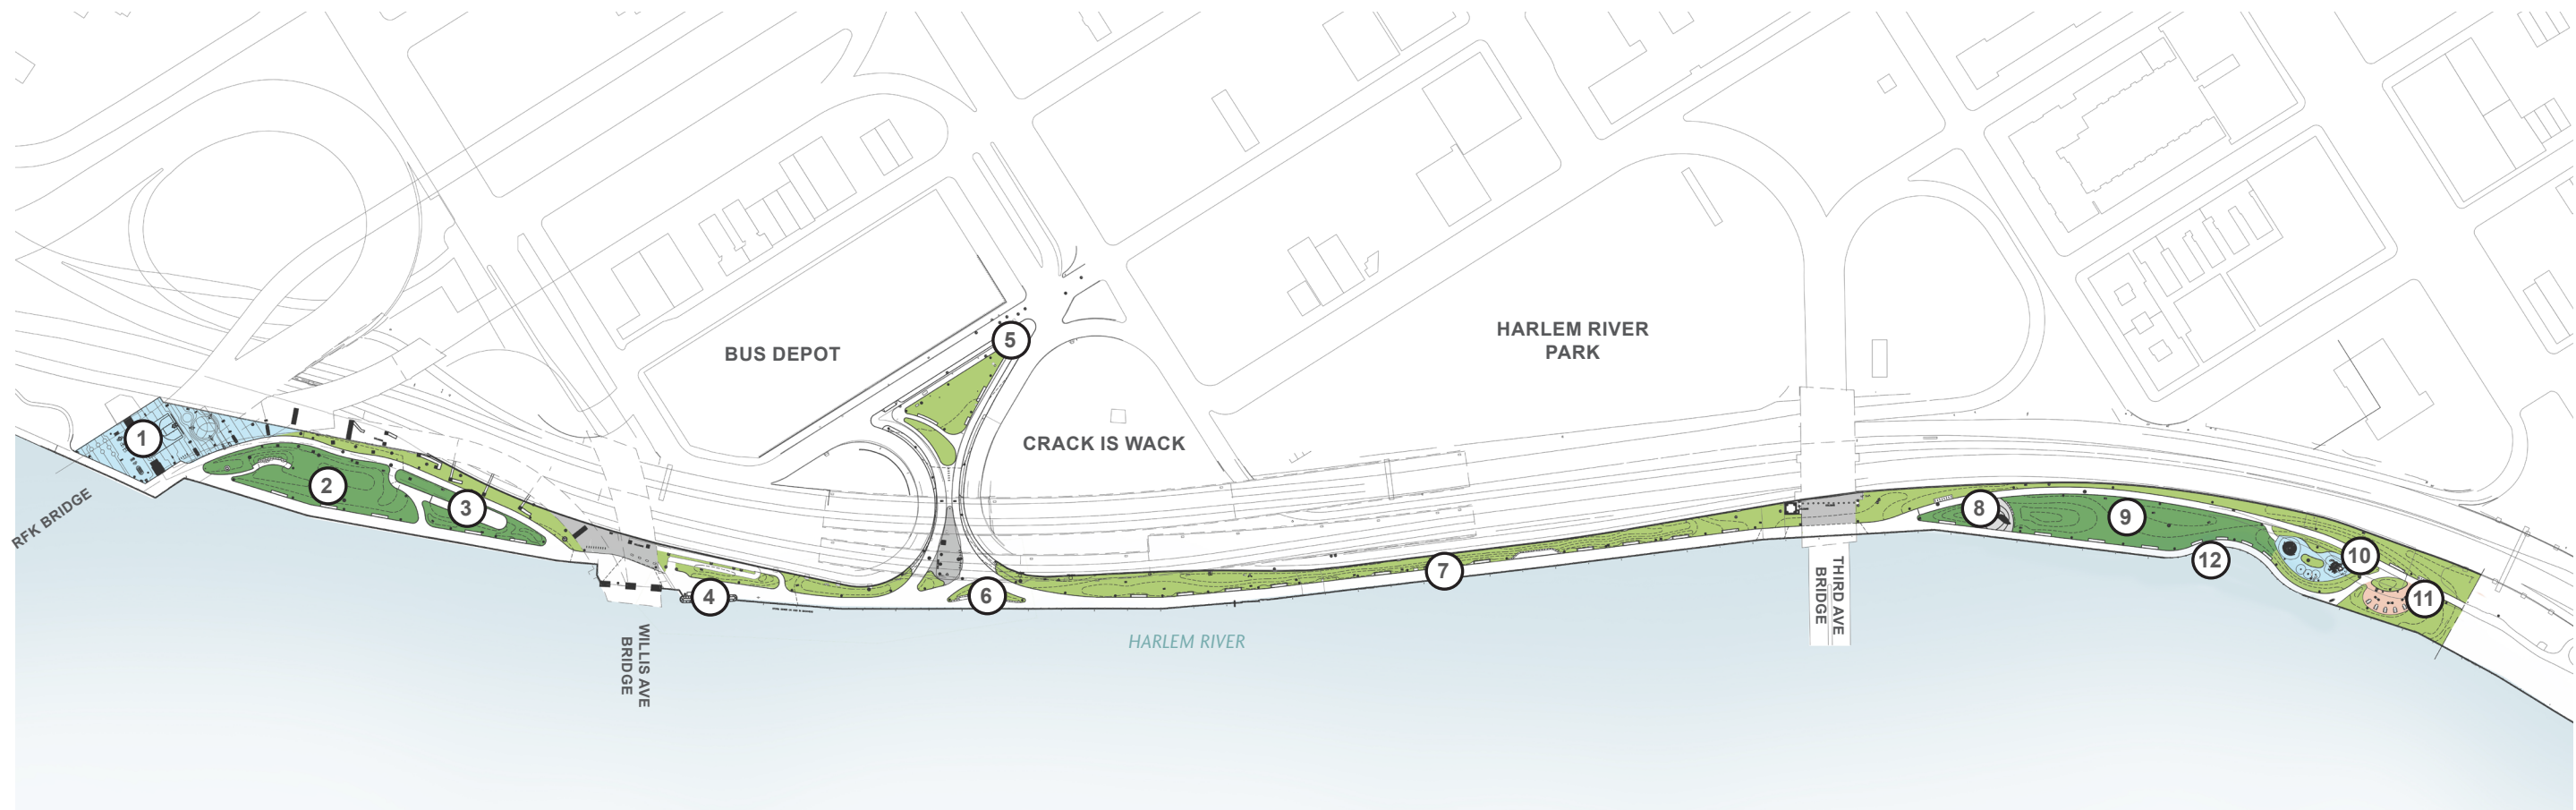 HARLEM RIVER
PARK
BUS DEPOT
5
CRACK IS WACK
1
2
3
RFK BRIDGE
4
6
7
8
9
12
10
11
WILLIS AVE
BRIDGE
THIRD AVE
BRIDGE
HARLEM RIVER